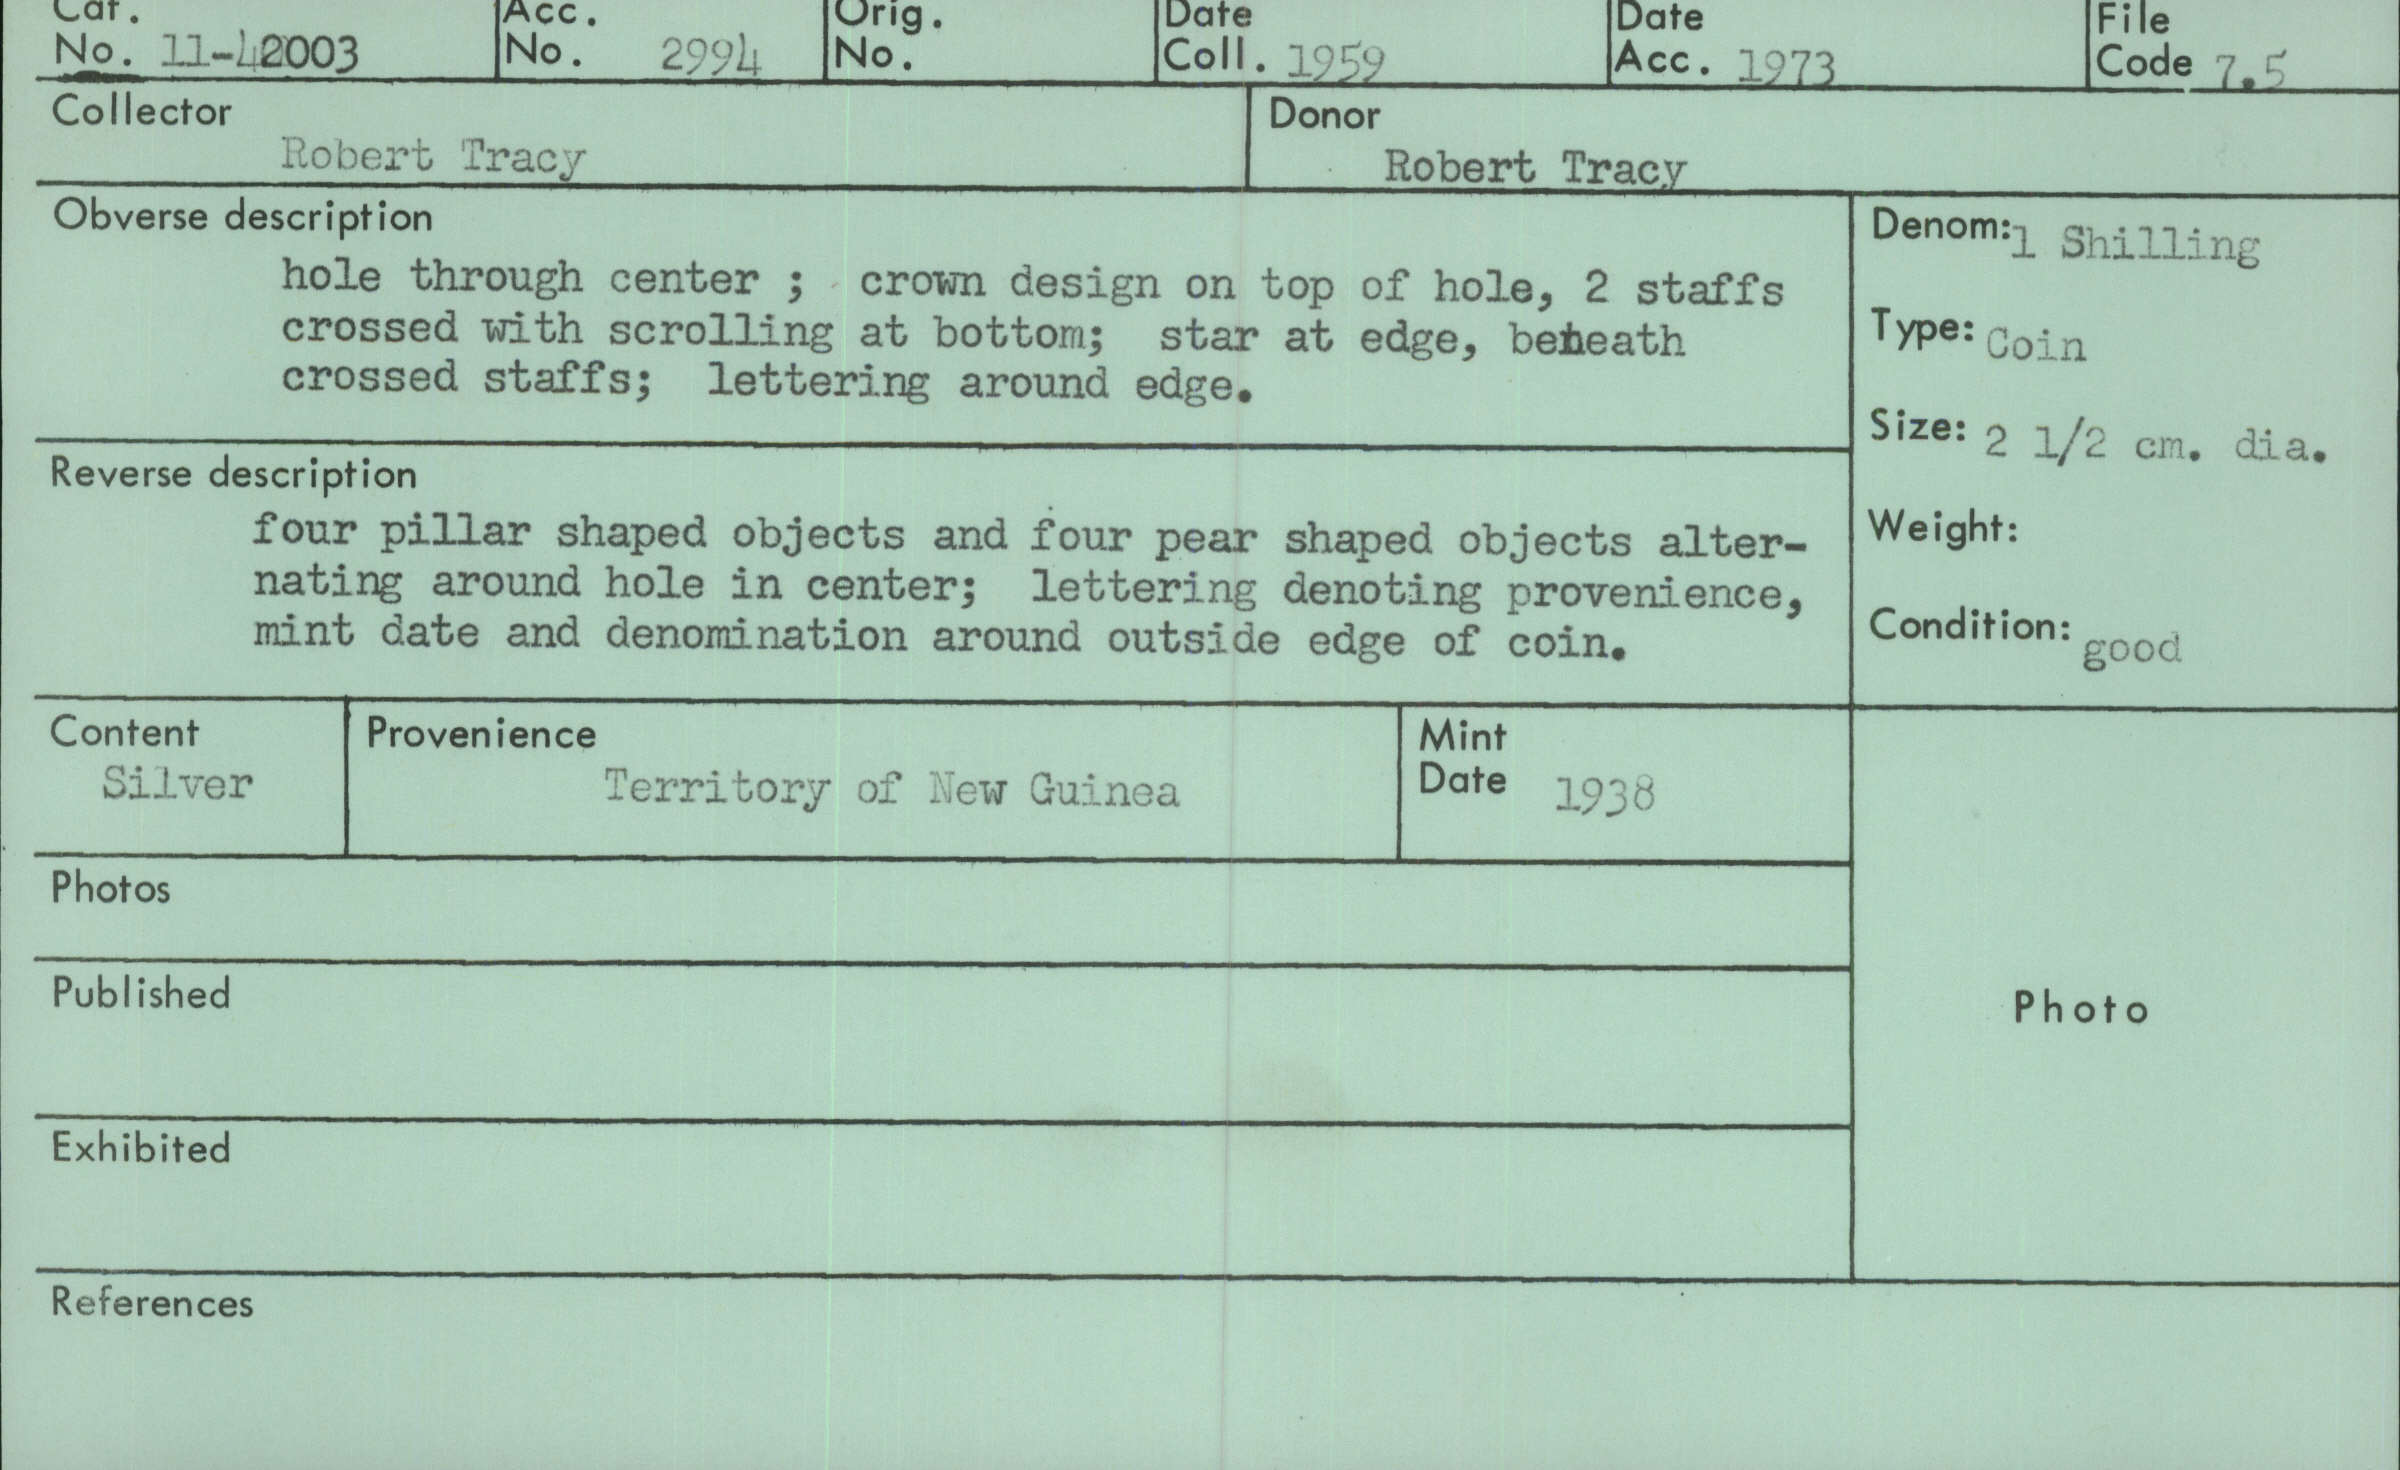 Cat. No. 11-42003 Acc. No. 2994 Orig. No. Date Coll. 1959 Date Acc. 1973 File Code 7.5
Collector Donor
Robert Tracy Robert Tracy
Obverse description
hole through center ; crown design on top of hole, 2 staffs
crossed with scrolling at bottom; star at edge, beneath
crossed staffs; lettering around edge.
Denom: 1 Shilling
Type: Coin
Size: 2 1/2 cm. dia.
Weight:
Condition: good
Reverse description
four pillar shaped objects and four pear shaped objects alter-
nating around hole in center; lettering denoting provenience,
mint date and denomination around outside edge of coin.
Content
Silver
Provenience
Territory of New Guinea
Mint
Date 1938
Photos
Published
Photo
Exhibited
References